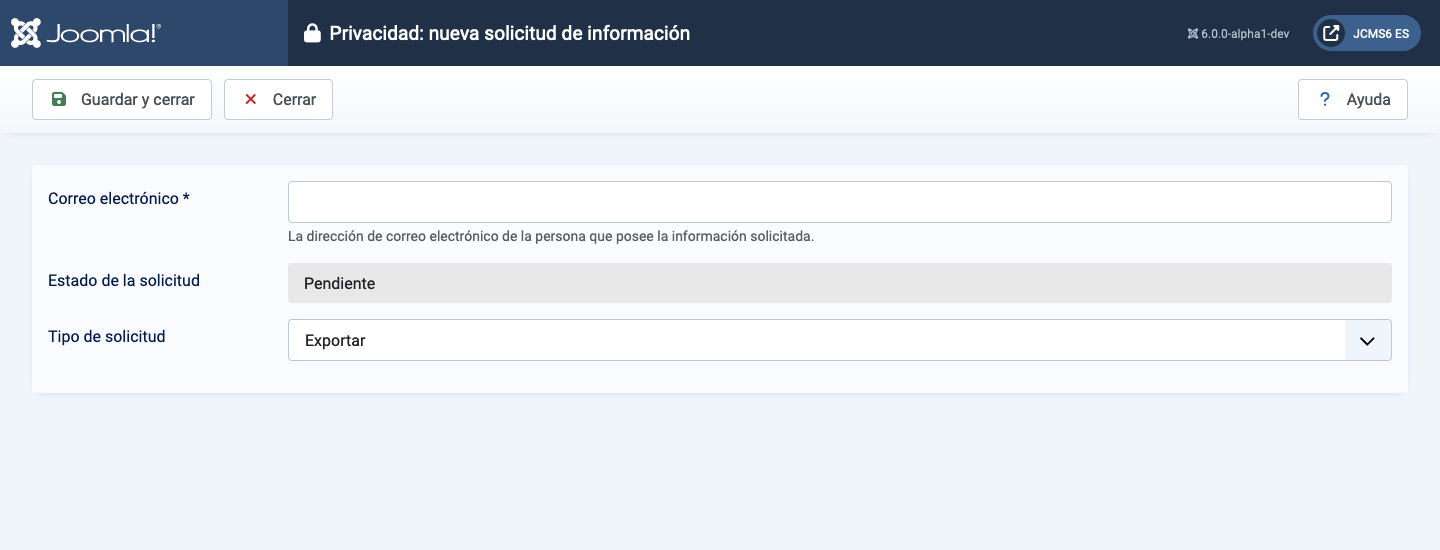 Joomla!®
Privacidad: nueva solicitud de información
6.0.0-alpha1-dev
JCMS6 ES
Guardar y cerrar
Cerrar
? Ayuda
Correo electrónico *
La dirección de correo electrónico de la persona que posee la información solicitada.
Estado de la solicitud
Pendiente
Tipo de solicitud
Exportar